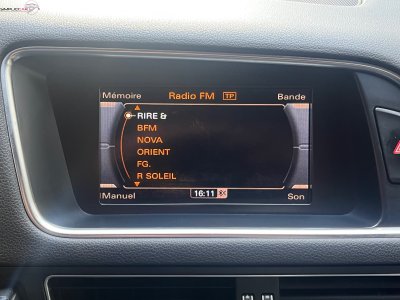 Radio FM TP
Mémoire
Bande
RIRE &
BFM
NOVA
ORIENT
FG.
R SOLEIL
Manuel
16:11
Son